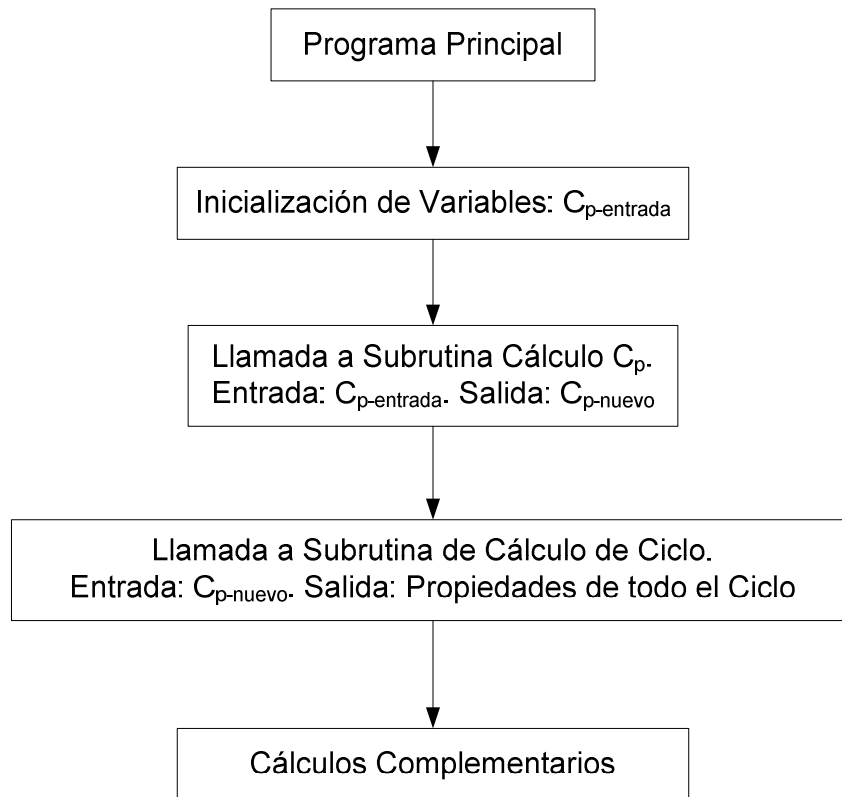 Programa Principal
Inicialización de Variables: Cp-entrada
Llamada a Subrutina Cálculo Cp.
Entrada: Cp-entrada. Salida: Cp-nuevo
Llamada a Subrutina de Cálculo de Ciclo.
Entrada: Cp-nuevo. Salida: Propiedades de todo el Ciclo
Cálculos Complementarios